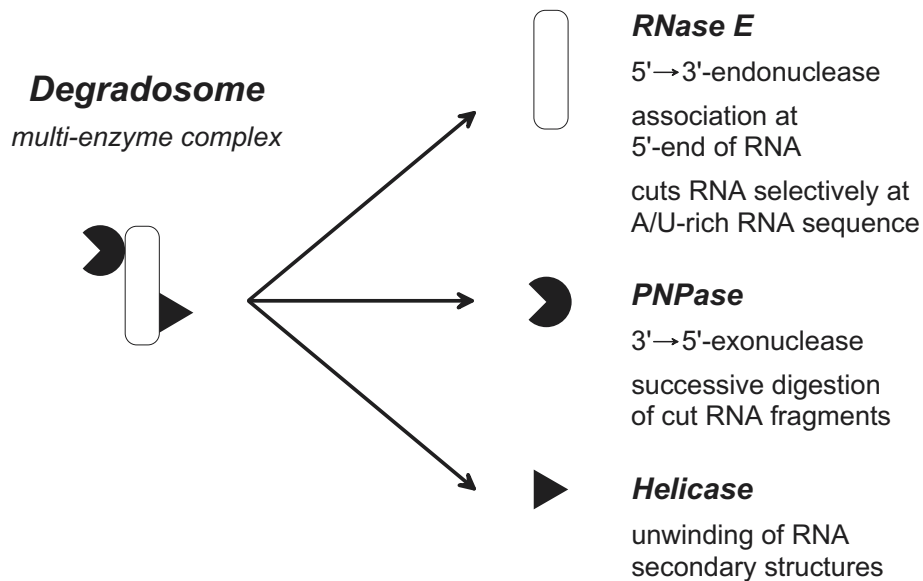 Degradosome
multi-enzyme complex
RNase E
5'→3'-endonuclease
association at
5'-end of RNA
cuts RNA selectively at
A/U-rich RNA sequence
PNPase
3'→5'-exonuclease
successive digestion
of cut RNA fragments
Helicase
unwinding of RNA
secondary structures